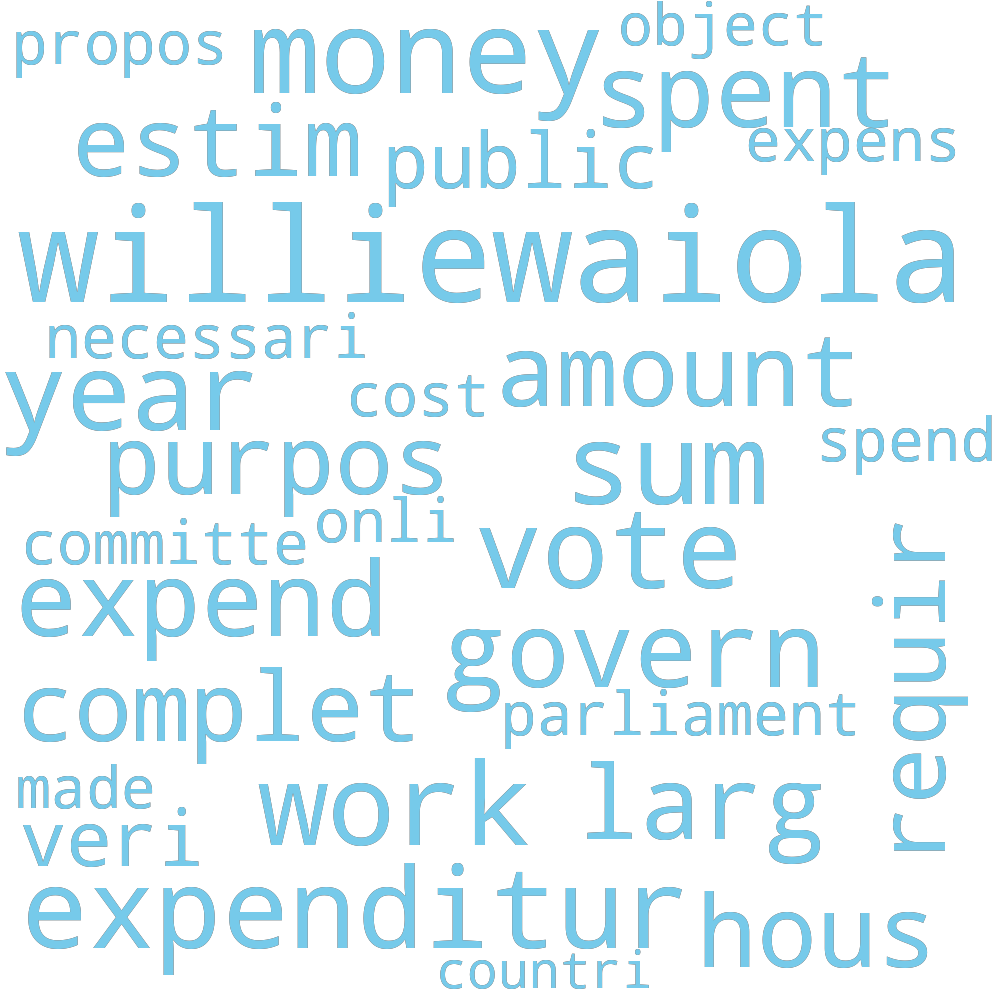 propos money object
spent
estim public expens
williewaiola
necessari
year cost amount
purpos sum spend
committe onli vote
expend
govern requir
complet parliament
made work larg
veri
expenditur hous
countri